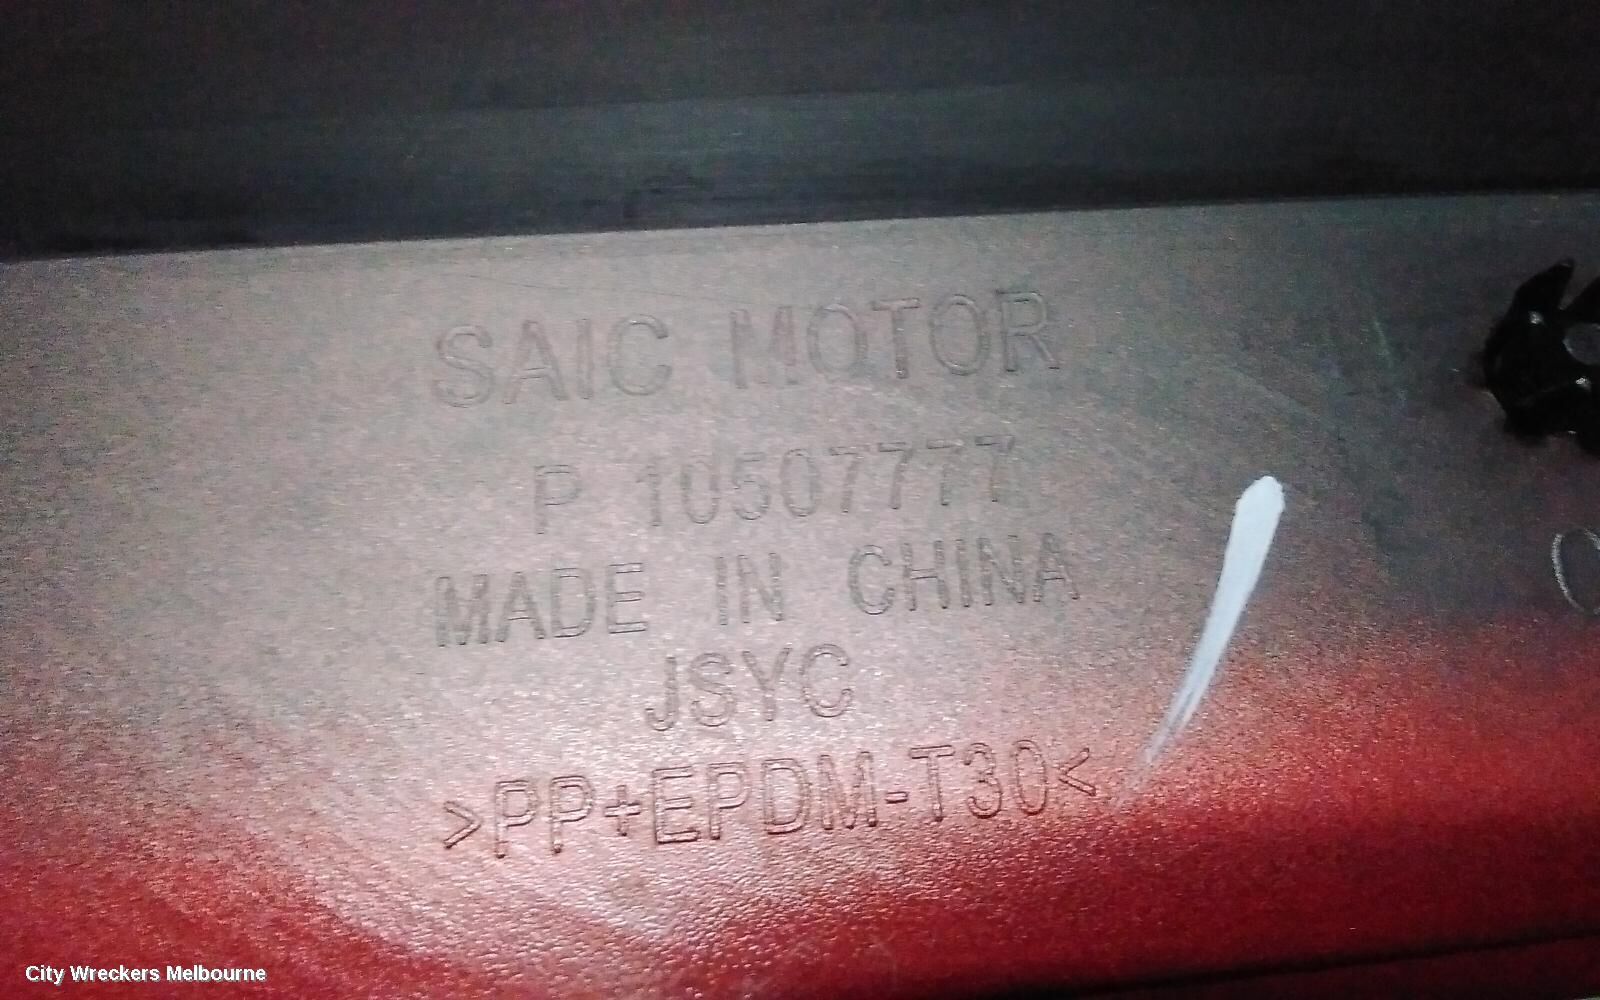 SAIC MOTOR
P 10507777
MADE IN CHINA
JSYC
>PP+EPDM-T30<
City Wreckers Melbourne